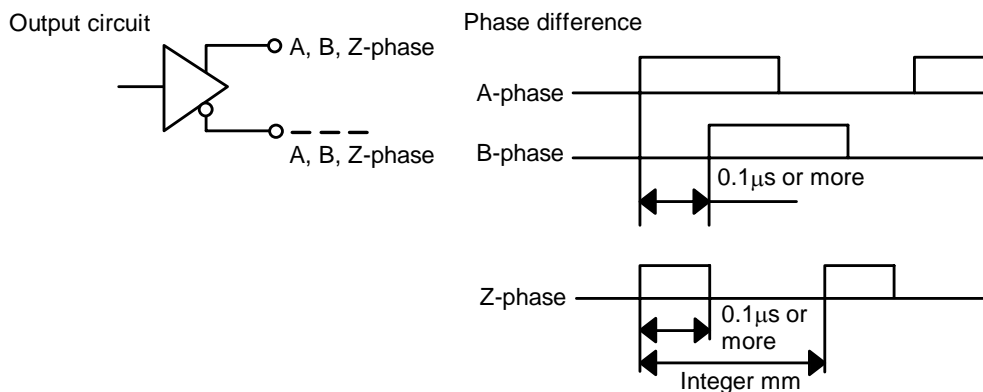 Output circuit
A, B, Z-phase
A, B, Z-phase
Phase difference
A-phase
B-phase
0.1μs or more
Z-phase
0.1μs or
more
Integer mm